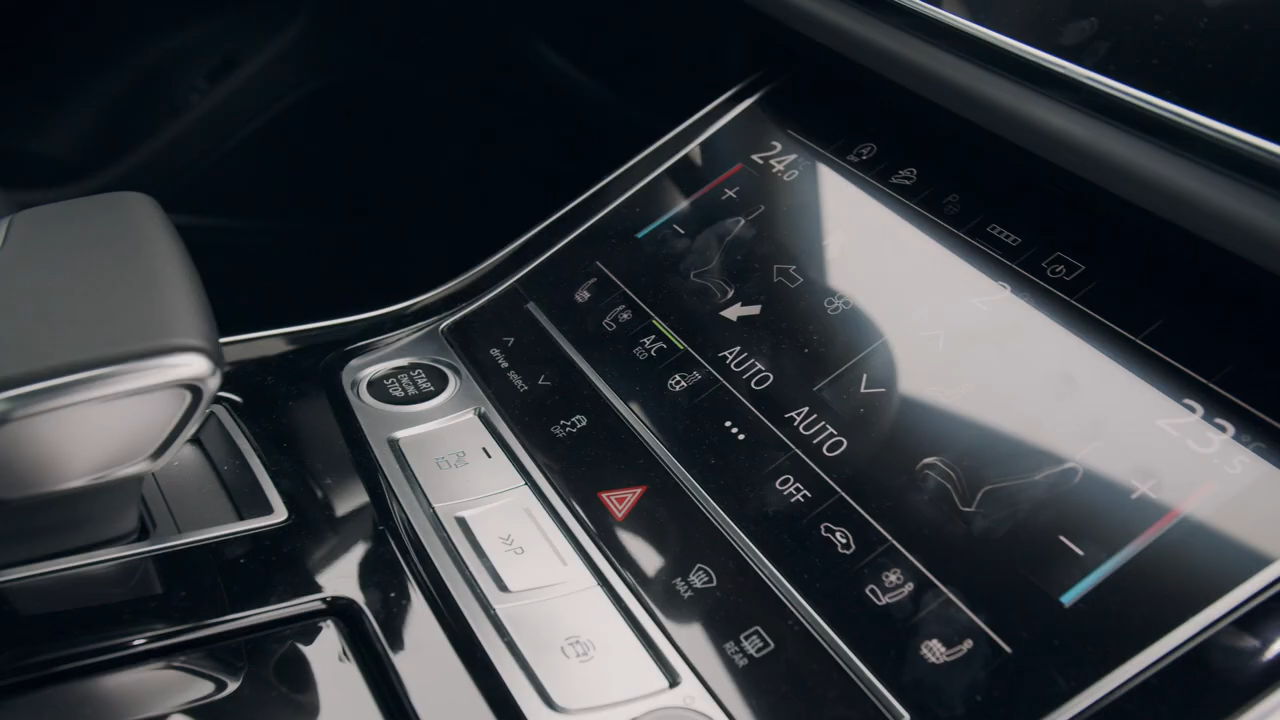 24.0
A/C
ECO
AUTO
AUTO
OFF
23.5
drive select
START
ENGINE
STOP
OFF
MAX
REAR
P
P